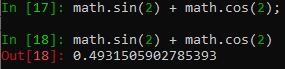 In [17]: math.sin(2) + math.cos(2);
In [18]: math.sin(2) + math.cos(2)
Out[18]: 0.4931505902785393